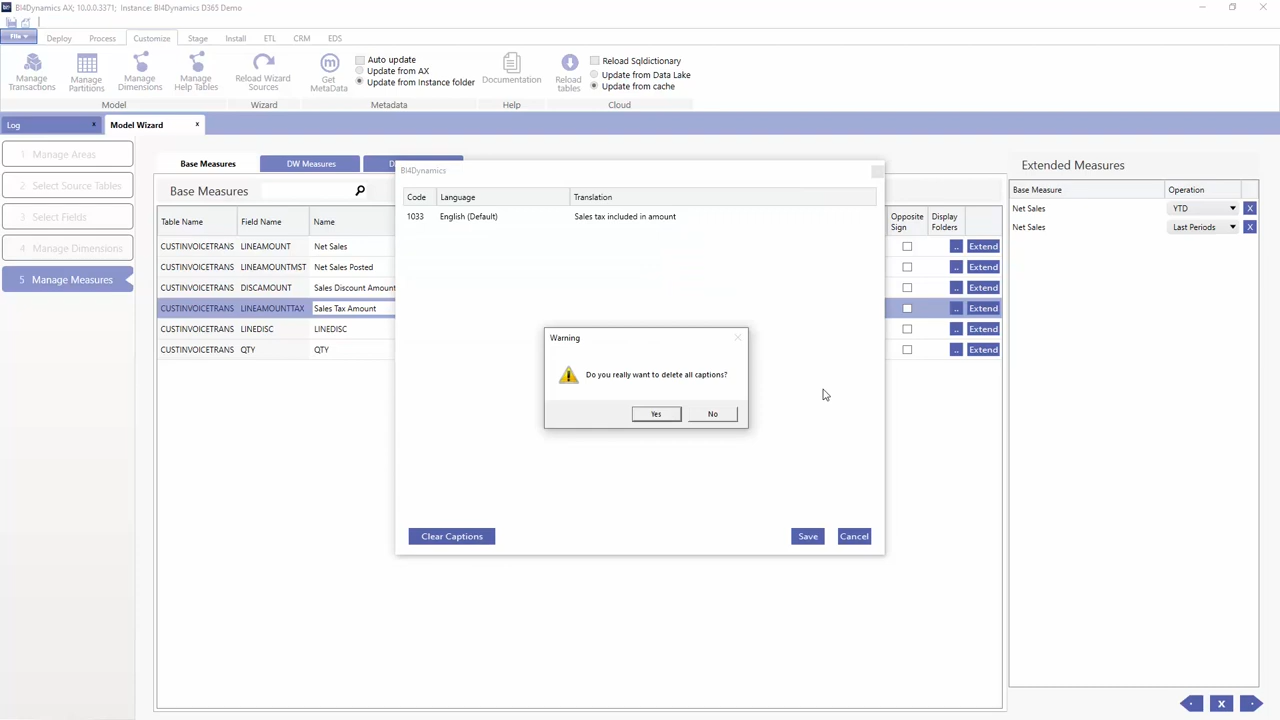 BI4Dynamics AX; 10.0.0.3371; Instance: BI4Dynamics D365 Demo
File
Deploy
Process
Customize
Stage
Install
ETL
CRM
EDS
Manage Transactions
Manage Partitions
Manage Dimensions
Manage Help Tables
Model
Reload Wizard Sources
Wizard
Get MetaData
Auto update
Update from AX
Update from Instance folder
Metadata
Documentation
Help
Reload tables
Reload Sqldictionary
Update from Data Lake
Update from cache
Cloud
Log x
Model Wizard x
1 Manage Areas
2 Select Source Tables
3 Select Fields
4 Manage Dimensions
5 Manage Measures
Base Measures
DW Measures
D
Base Measures
Table Name Field Name Name
CUSTINVOICETRANS LINEAMOUNT Net Sales
CUSTINVOICETRANS LINEAMOUNTMST Net Sales Posted
CUSTINVOICETRANS DISCAMOUNT Sales Discount Amount
CUSTINVOICETRANS LINEAMOUNTTAX Sales Tax Amount
CUSTINVOICETRANS LINEDISC LINEDISC
CUSTINVOICETRANS QTY QTY
BI4Dynamics
Code Language Translation
1033 English (Default) Sales tax included in amount
Warning
Do you really want to delete all captions?
Yes No
Clear Captions
Save Cancel
Opposite Sign
Display Folders
.. Extend
.. Extend
.. Extend
.. Extend
.. Extend
.. Extend
Extended Measures
Base Measure Operation
Net Sales YTD X
Net Sales Last Periods X
X